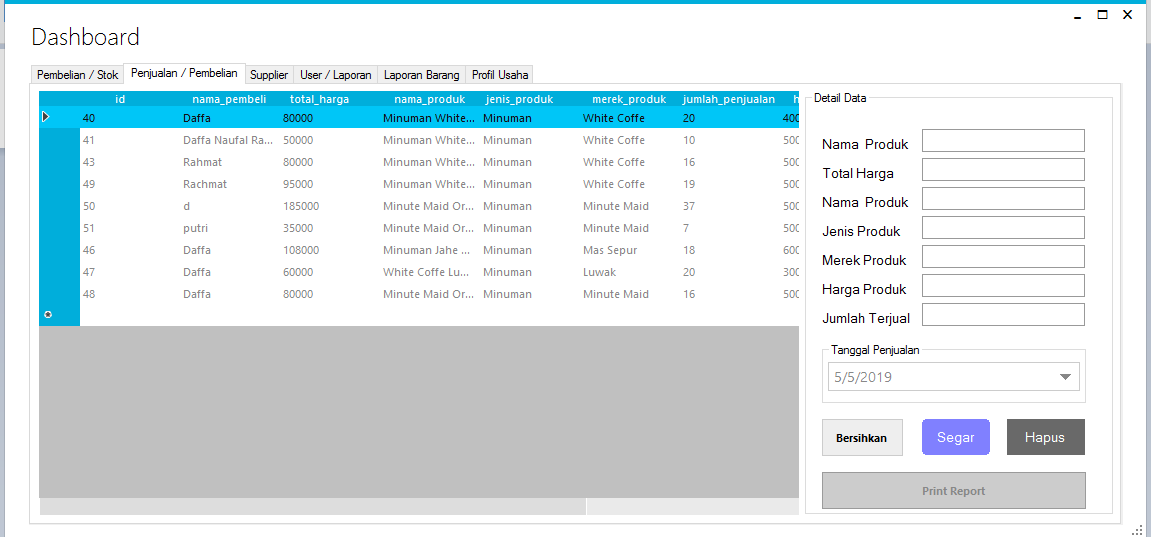 Dashboard
Pembelian / Stok Penjualan / Pembelian Supplier User / Laporan Laporan Barang Profil Usaha
id nama_pembeli total_harga nama_produk jenis_produk merek_produk jumlah_penjualan h
40 Daffa 80000 Minuman White... Minuman White Coffe 20 400
41 Daffa Naufal Ra... 50000 Minuman White... Minuman White Coffe 10 500
43 Rahmat 80000 Minuman White... Minuman White Coffe 16 500
49 Rachmat 95000 Minuman White... Minuman White Coffe 19 500
50 d 185000 Minute Maid Or... Minuman Minute Maid 37 500
51 putri 35000 Minute Maid Or... Minuman Minute Maid 7 500
46 Daffa 108000 Minuman Jahe ... Minuman Mas Sepur 18 600
47 Daffa 60000 White Coffe Lu... Minuman Luwak 20 300
48 Daffa 80000 Minute Maid Or... Minuman Minute Maid 16 500
Detail Data
Nama Produk
Total Harga
Nama Produk
Jenis Produk
Merek Produk
Harga Produk
Jumlah Terjual
Tanggal Penjualan
5/5/2019
Bersihkan Segar Hapus
Print Report